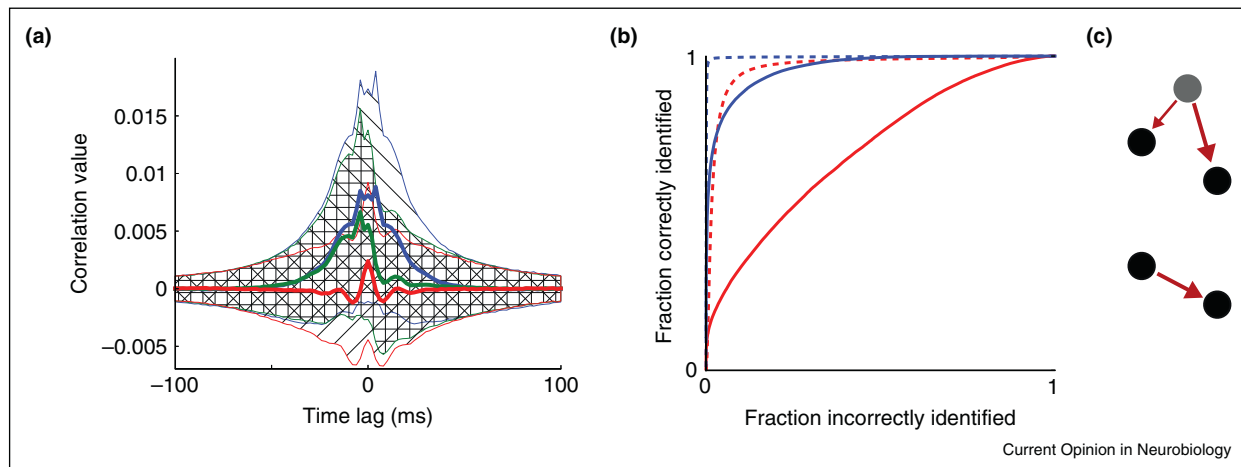 (a)
Correlation value
0.015
0.01
0.005
0
−0.005
−100
0
100
Time lag (ms)
(b)
Fraction correctly identified
1
0
0
1
Fraction incorrectly identified
(c)
Current Opinion in Neurobiology